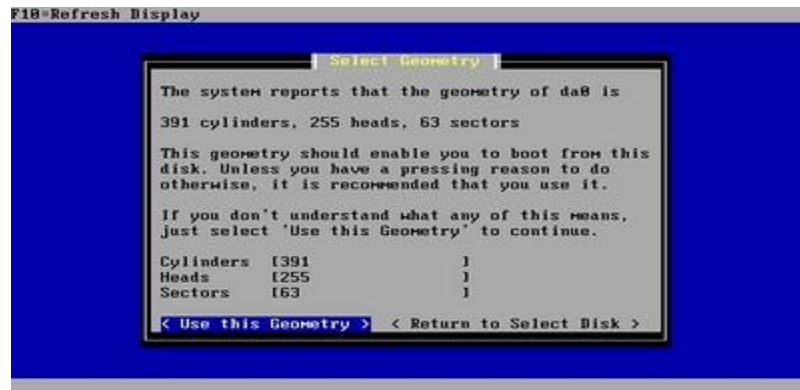 F10=Refresh Display
Select Geometry
The system reports that the geometry of da0 is
391 cylinders, 255 heads, 63 sectors
This geometry should enable you to boot from this
disk. Unless you have a pressing reason to do
otherwise, it is recommended that you use it.
If you don't understand what any of this means,
just select 'Use this Geometry' to continue.
Cylinders [391 ]
Heads [255 ]
Sectors [63 ]
< Use this Geometry > < Return to Select Disk >